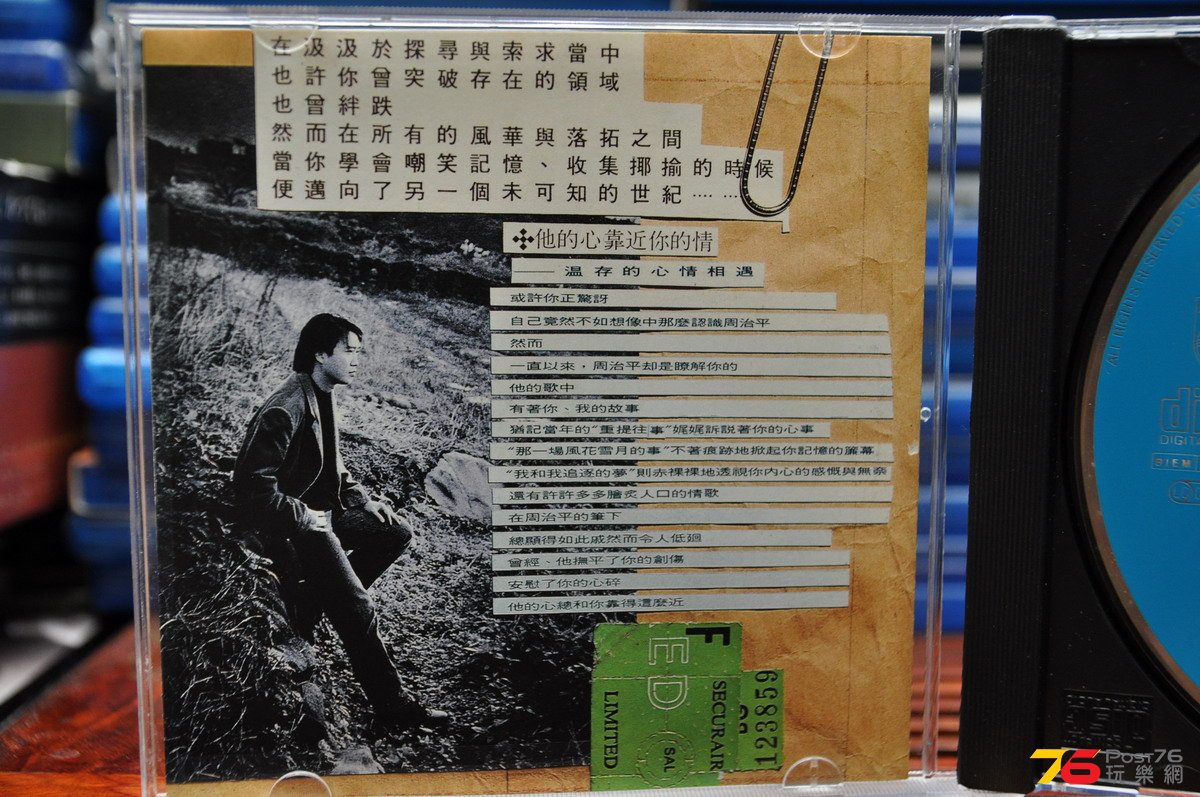 在汲汲於探尋與索求當中
也許你曾突破存在的領域
也曾絆跌
然而在所有的風華與落拓之間
當你學會嘲笑記憶、收集揶揄的時候
便邁向了另一個未可知的世紀……
他的心靠近你的情
——溫存的心情相遇
或許你正驚訝
自己竟然不如想像中那麼認識周治平
然而
一直以來，周治平却是瞭解你的
他的歌中
有著你、我的故事
猶記當年的“重提往事”娓娓訴說著你的心事
“那一場風花雪月的事”不著痕跡地掀起你記憶的簾幕
“我和我追逐的夢”則赤裸裸地透視你內心的感慨與無奈
還有許許多多膾炙人口的情歌
在周治平的筆下
總顯得如此戚然而令人低廻
曾經、他撫平了你的創傷
安慰了你的心碎
他的心總和你靠得這麼近
F
ED
LIMITED
SECURAIR
SAL
123859
ALL RIGHTS RESERVED
BIEM
76 Post76
玩樂網